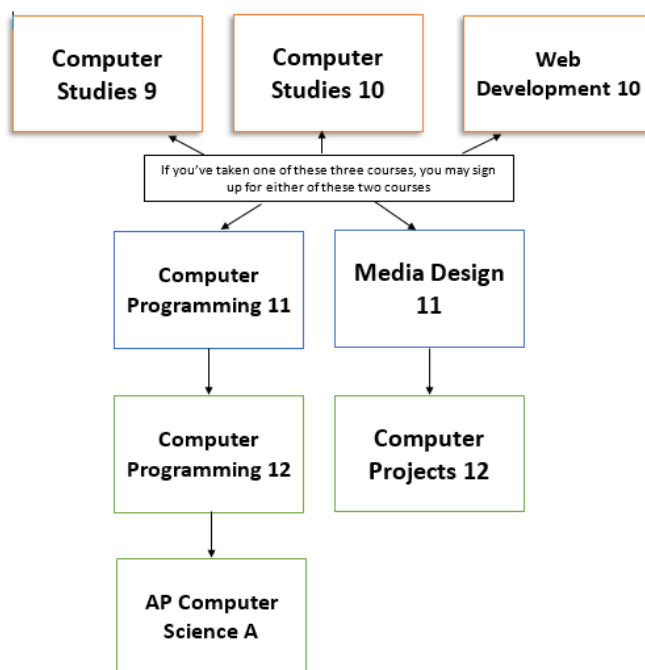 Computer
Studies 9
Computer
Studies 10
Web
Development 10
If you've taken one of these three courses, you may sign
up for either of these two courses
Computer
Programming 11
Media Design
11
Computer
Programming 12
Computer
Projects 12
AP Computer
Science A